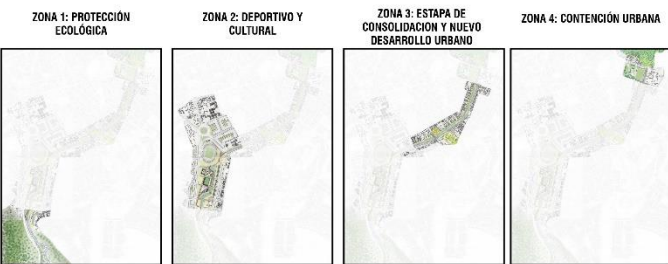 ZONA 1: PROTECCIÓN
ECOLÓGICA
ZONA 2: DEPORTIVO Y
CULTURAL
ZONA 3: ESTAPA DE
CONSOLIDACIÓN Y NUEVO
DESARROLLO URBANO
ZONA 4: CONTENCIÓN URBANA